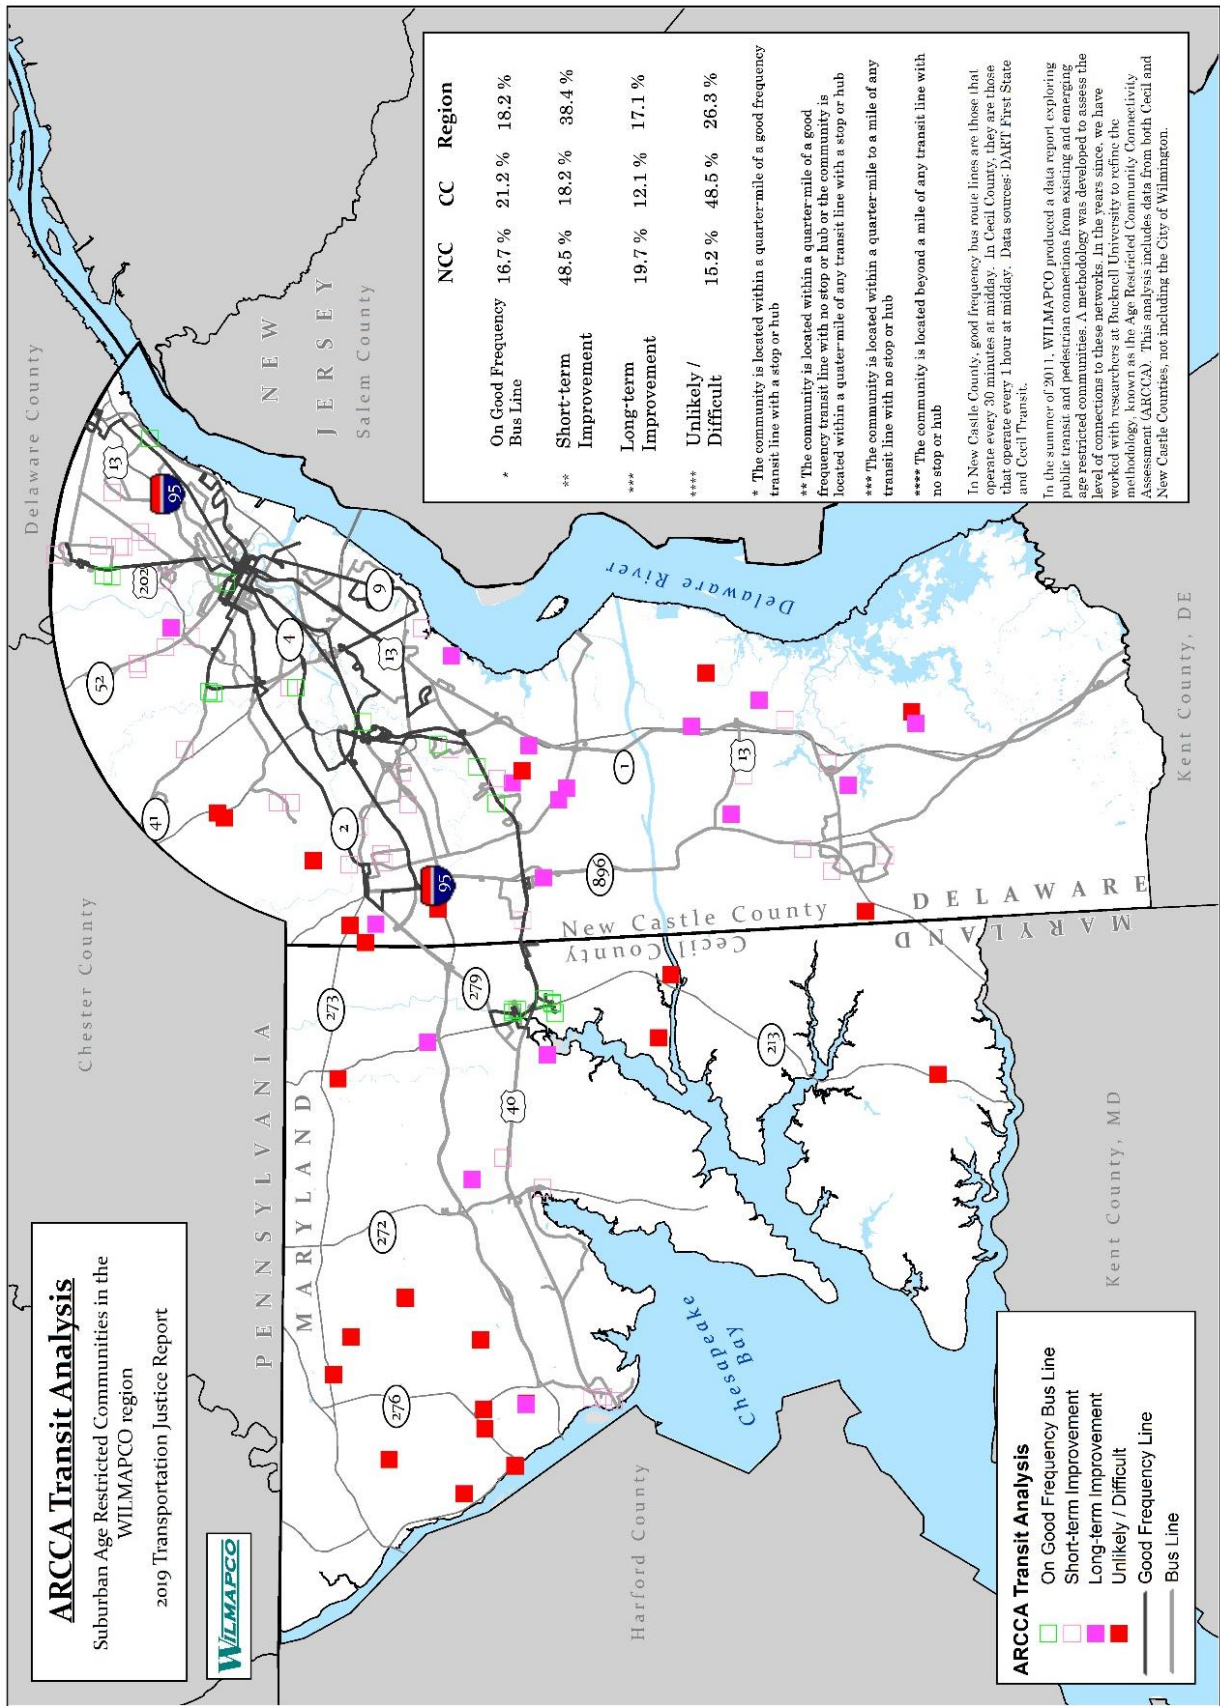 ARCCA Transit Analysis
Suburban Age Restricted Communities in the
WILMAPCO region
2019 Transportation Justice Report
WILMAPCO
Chester County
Delaware County
PENNSYLVANIA
MARYLAND
NEW
JERSEY
Salem County
Harford County
Kent County, MD
Kent County, DE
New Castle County
Cecil County
DELAWARE
MARYLAND
Delaware River
Chesapeake
Bay
276
272
273
279
40
213
95
896
2
41
52
4
9
13
202
95
13
1
13
NCC CC Region
* On Good Frequency 16.7 % 21.2 % 18.2 %
Bus Line
** Short-term 48.5 % 18.2 % 38.4 %
Improvement
*** Long-term 19.7 % 12.1 % 17.1 %
Improvement
**** Unlikely / 15.2 % 48.5 % 26.3 %
Difficult
* The community is located within a quarter-mile of a good frequency
transit line with a stop or hub
** The community is located within a quarter-mile of a good
frequency transit line with no stop or hub or the community is
located within a quater-mile of any transit line with a stop or hub
*** The community is located within a quarter-mile to a mile of any
transit line with no stop or hub
**** The community is located beyond a mile of any transit line with
no stop or hub
In New Castle County, good frequency bus route lines are those that
operate every 30 minutes at midday. In Cecil County, they are those
that operate every 1 hour at midday. Data sources: DART First State
and Cecil Transit.
In the summer of 2011, WILMAPCO produced a data report exploring
public transit and pedestrian connections from existing and emerging
age restricted communities. A methodology was developed to assess the
level of connections to these networks. In the years since, we have
worked with researchers at Bucknell University to refine the
methodology, known as the Age Restricted Community Connectivity
Assessment (ARCCA). This analysis includes data from both Cecil and
New Castle Counties, not including the City of Wilmington.
ARCCA Transit Analysis
On Good Frequency Bus Line
Short-term Improvement
Long-term Improvement
Unlikely / Difficult
Good Frequency Line
Bus Line